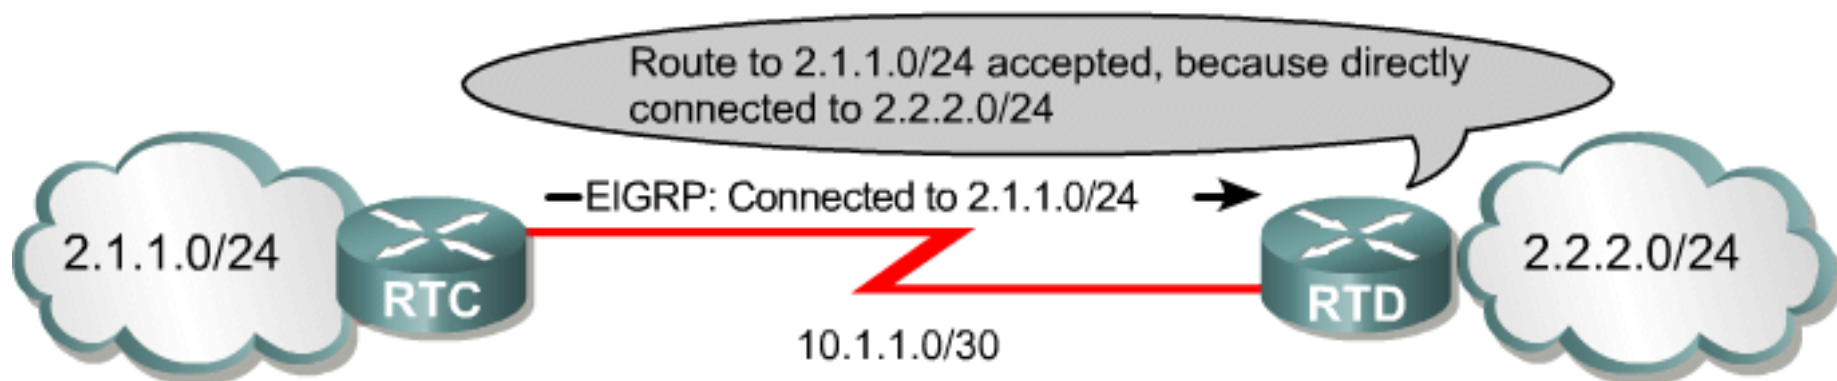 Route to 2.1.1.0/24 accepted, because directly
connected to 2.2.2.0/24
EIGRP: Connected to 2.1.1.0/24
2.1.1.0/24
RTC
RTD
2.2.2.0/24
10.1.1.0/30